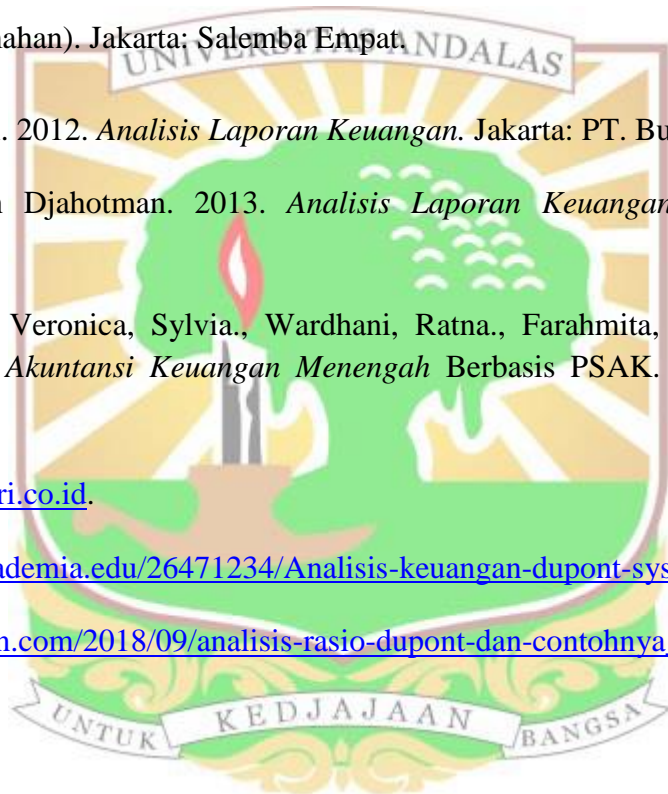 nahan). Jakarta: Salemba Empat.
UNIVERSITAS ANDALAS
. 2012. Analisis Laporan Keuangan. Jakarta: PT. Bu
Djahotman. 2013. Analisis Laporan Keuangan
Veronica, Sylvia., Wardhani, Ratna., Farahmita,
Akuntansi Keuangan Menengah Berbasis PSAK.
ri.co.id.
ademia.edu/26471234/Analisis-keuangan-dupont-sys
n.com/2018/09/analisis-rasio-dupont-dan-contohnya
UNTUK KEDJAJAAN BANGSA